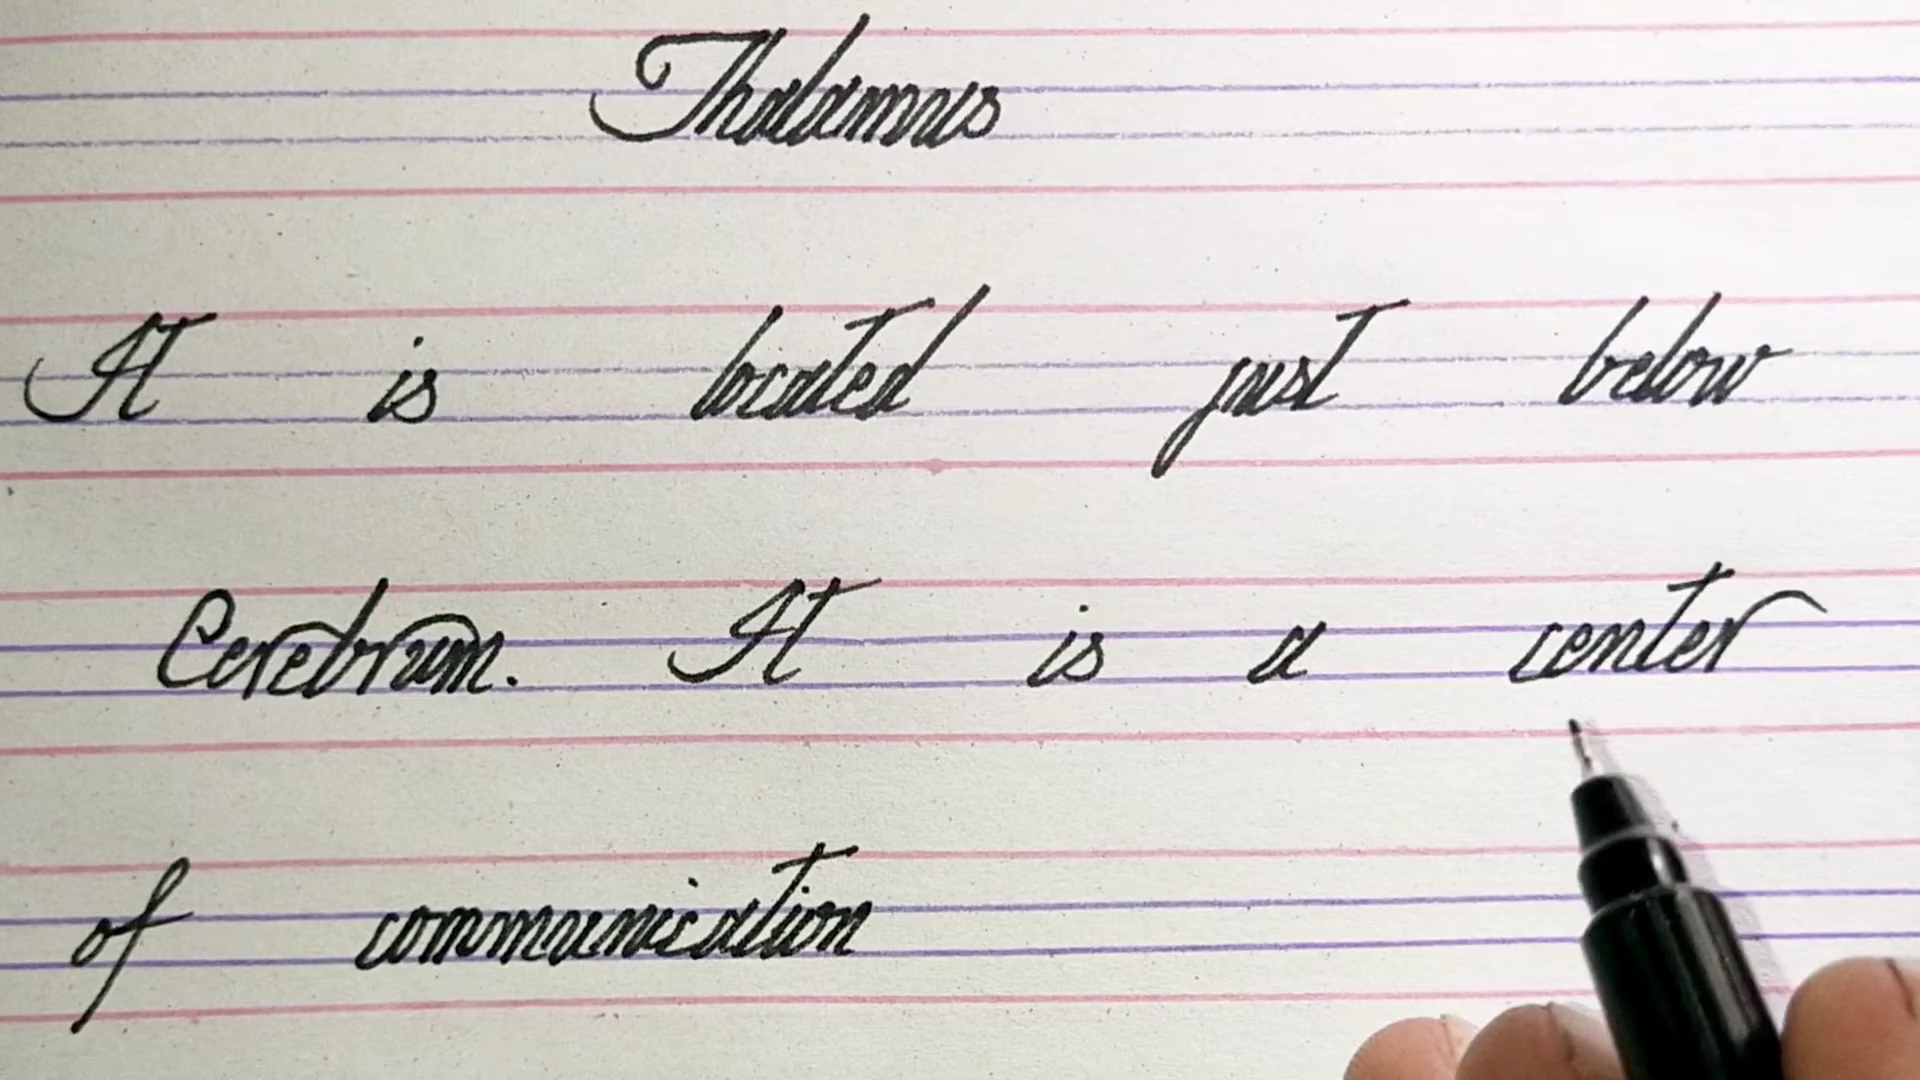 Thalamus
It is located just below
Cerebrum. It is a center
of communication